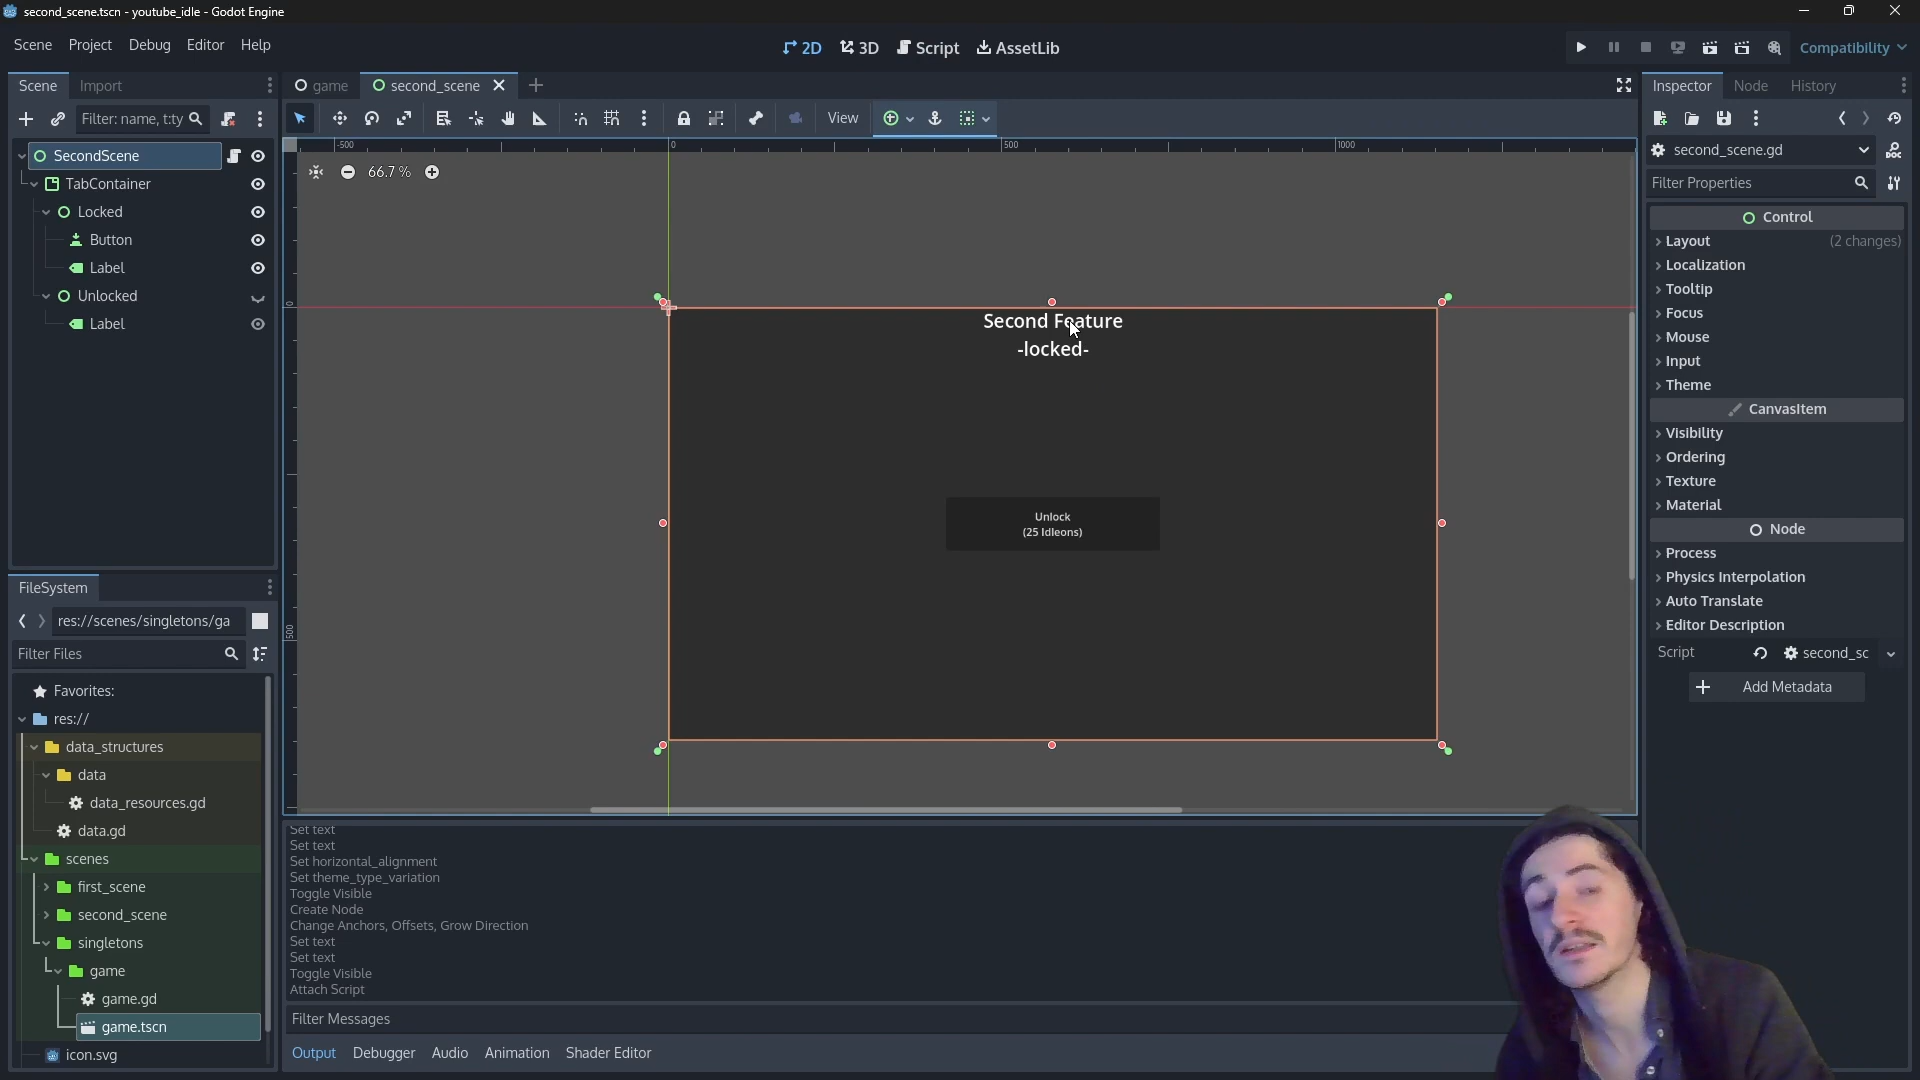 second_scene.tscn - youtube_idle - Godot Engine
Scene Project Debug Editor Help
2D 3D Script AssetLib
Compatibility
Scene Import
game second_scene
Inspector Node History
Filter: name, t:ty
View
second_scene.gd
Filter Properties
SecondScene
TabContainer
Locked
Button
Label
Unlocked
Label
-500 0 500 1000
66.7 %
0
500
Second Feature
-locked-
Unlock
(25 Idleons)
Control
Layout (2 changes)
Localization
Tooltip
Focus
Mouse
Input
Theme
CanvasItem
Visibility
Ordering
Texture
Material
Node
Process
Physics Interpolation
Auto Translate
Editor Description
Script second_sc
Add Metadata
FileSystem
res://scenes/singletons/ga
Filter Files
Favorites:
res://
data_structures
data
data_resources.gd
data.gd
scenes
first_scene
second_scene
singletons
game
game.gd
game.tscn
icon.svg
Set text
Set text
Set horizontal_alignment
Set theme_type_variation
Toggle Visible
Create Node
Change Anchors, Offsets, Grow Direction
Set text
Set text
Toggle Visible
Attach Script
Filter Messages
Output Debugger Audio Animation Shader Editor